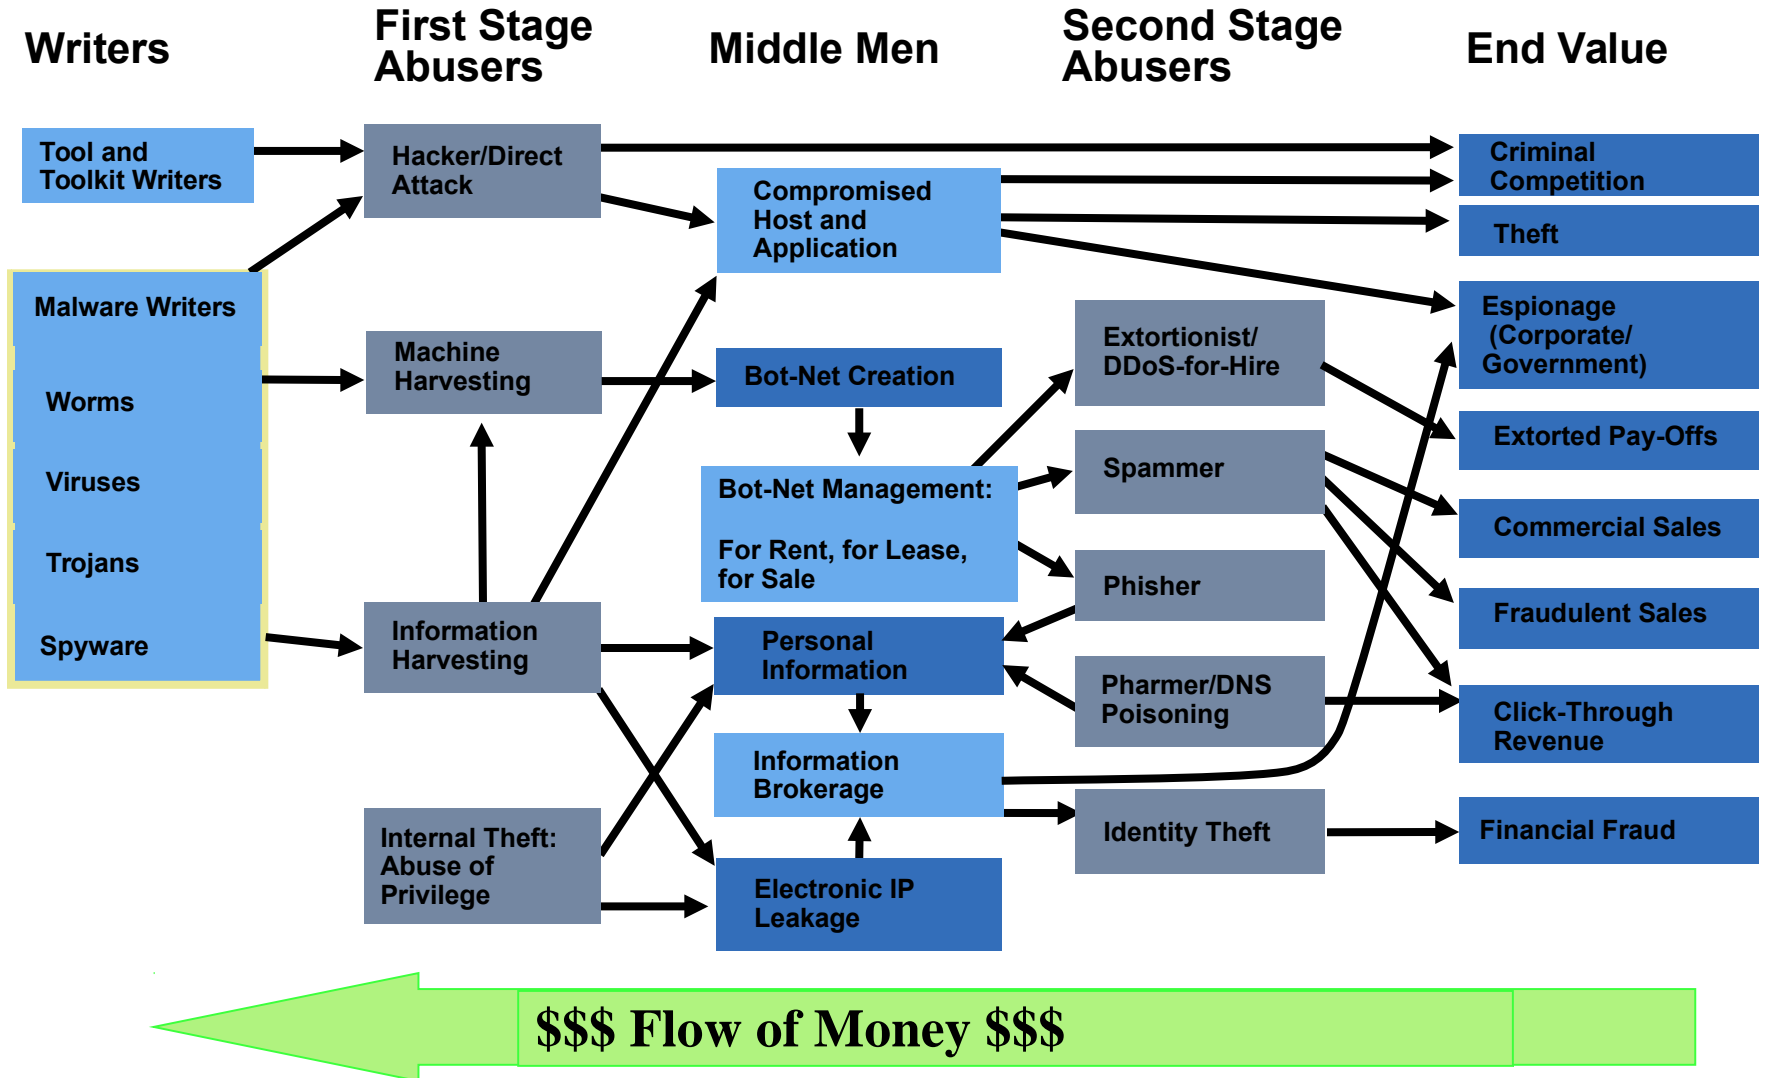 Writers
First Stage
Abusers
Middle Men
Second Stage
Abusers
End Value
Tool and
Toolkit Writers
Malware Writers
Worms
Viruses
Trojans
Spyware
Hacker/Direct
Attack
Machine
Harvesting
Information
Harvesting
Internal Theft:
Abuse of
Privilege
Compromised
Host and
Application
Bot-Net Creation
Bot-Net Management:
For Rent, for Lease,
for Sale
Personal
Information
Information
Brokerage
Electronic IP
Leakage
Extortionist/
DDoS-for-Hire
Spammer
Phisher
Pharmer/DNS
Poisoning
Identity Theft
Criminal
Competition
Theft
Espionage
(Corporate/
Government)
Extorted Pay-Offs
Commercial Sales
Fraudulent Sales
Click-Through
Revenue
Financial Fraud
$$$ Flow of Money $$$